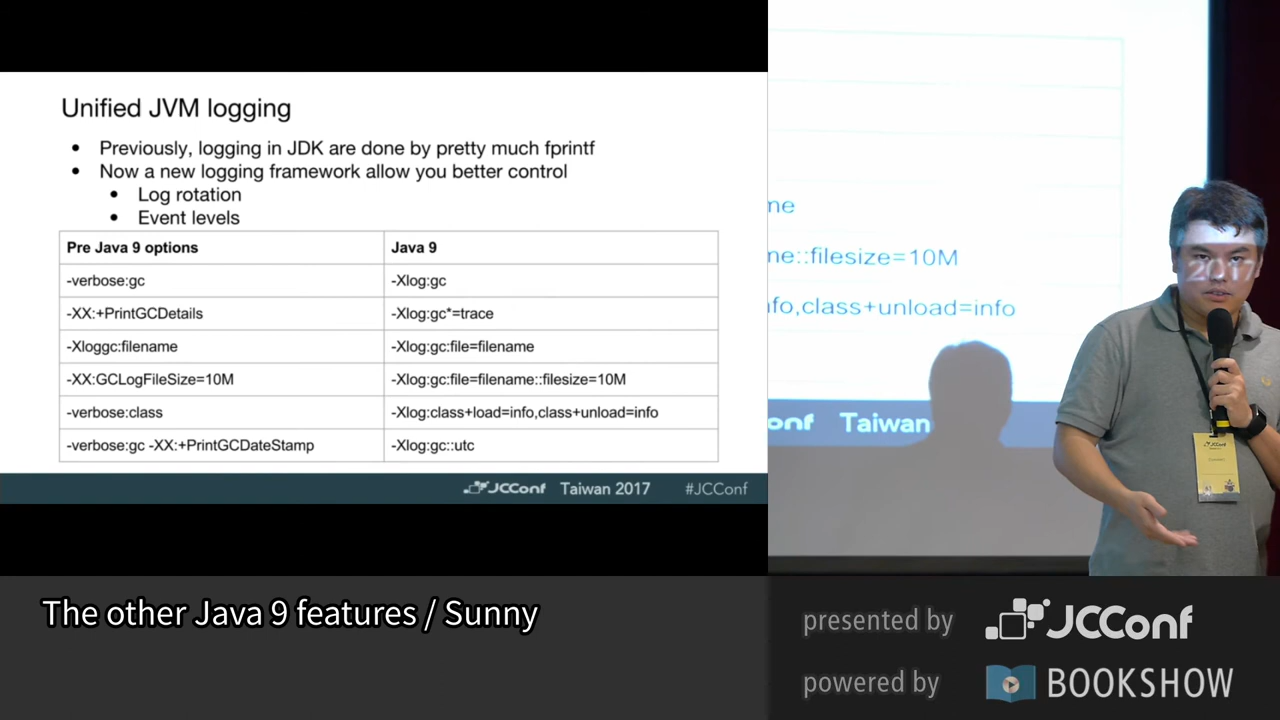 Unified JVM logging
Previously, logging in JDK are done by pretty much fprintf
Now a new logging framework allow you better control
Log rotation
Event levels
Pre Java 9 options
Java 9
-verbose:gc
-Xlog:gc
-XX:+PrintGCDetails
-Xlog:gc*=trace
-Xloggc:filename
-Xlog:gc:file=filename
-XX:GCLogFileSize=10M
-Xlog:gc:file=filename::filesize=10M
-verbose:class
-Xlog:class+load=info,class+unload=info
-verbose:gc -XX:+PrintGCDateStamp
-Xlog:gc::utc
JCConf Taiwan 2017 #JCConf
me
me::filesize=10M
nfo,class+unload=info
onf Taiwan
JCConf
The other Java 9 features / Sunny
presented by JCConf
powered by BOOKSHOW